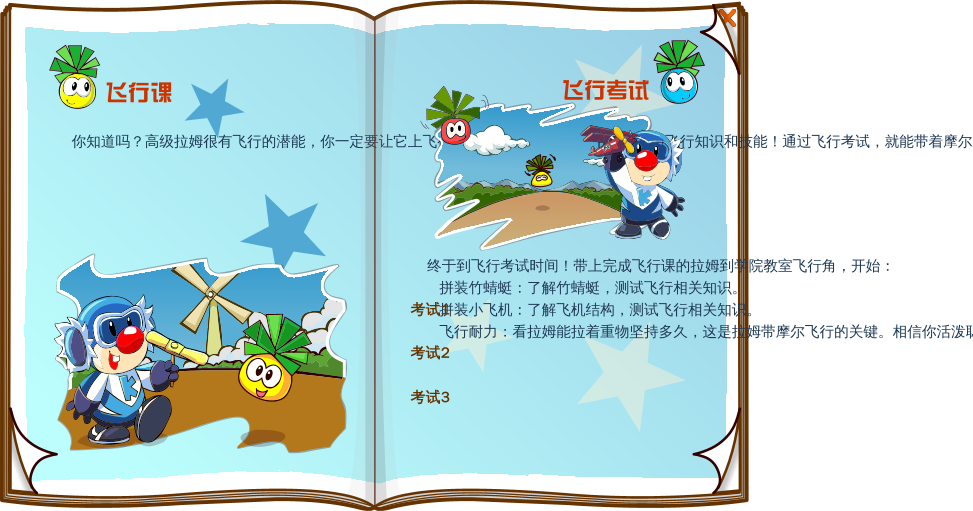 飞行课
飞行考试
你知道吗？高级拉姆很有飞行的潜能，你一定要让它上飞
飞行知识和技能！通过飞行考试，就能带着摩尔
终于到飞行考试时间！带上完成飞行课的拉姆到学院教室飞行角，开始：
拼装竹蜻蜓：了解竹蜻蜓，测试飞行相关知识。
考试1
拼装小飞机：了解飞机结构，测试飞行相关知识。
飞行耐力：看拉姆能拉着重物坚持多久，这是拉姆带摩尔飞行的关键。相信你活泼
考试2
考试3